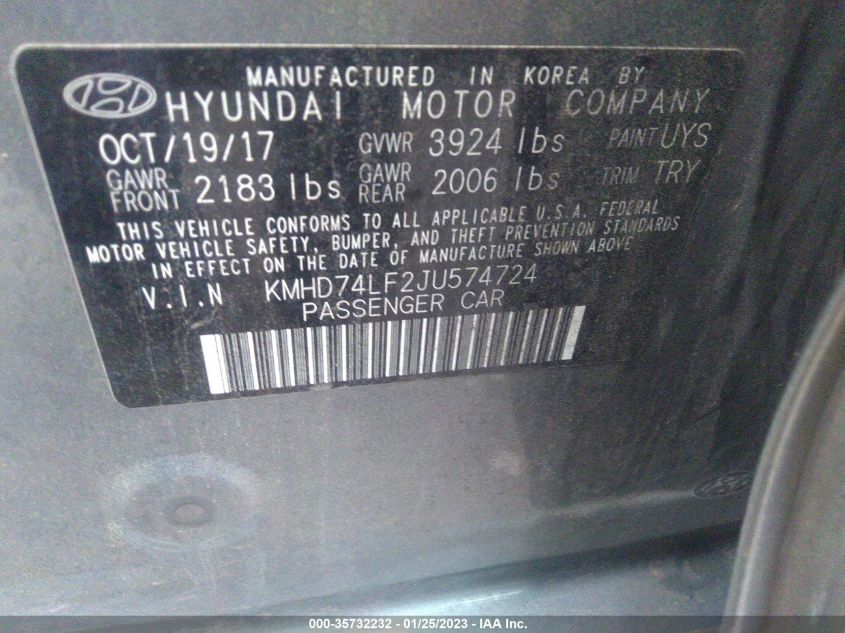 MANUFACTURED IN KOREA BY
HYUNDAI MOTOR COMPANY
OCT/19/17 GVWR 3924 lbs PAINT UYS
GAWR FRONT 2183 lbs GAWR REAR 2006 lbs TRIM TRY
THIS VEHICLE CONFORMS TO ALL APPLICABLE U.S.A. FEDERAL
MOTOR VEHICLE SAFETY, BUMPER, AND THEFT PREVENTION STANDARDS
IN EFFECT ON THE DATE OF MANUFACTURE SHOWN ABOVE
V.I.N KMHD74LF2JU574724
PASSENGER CAR
000-35732232 - 01/25/2023 - IAA Inc.